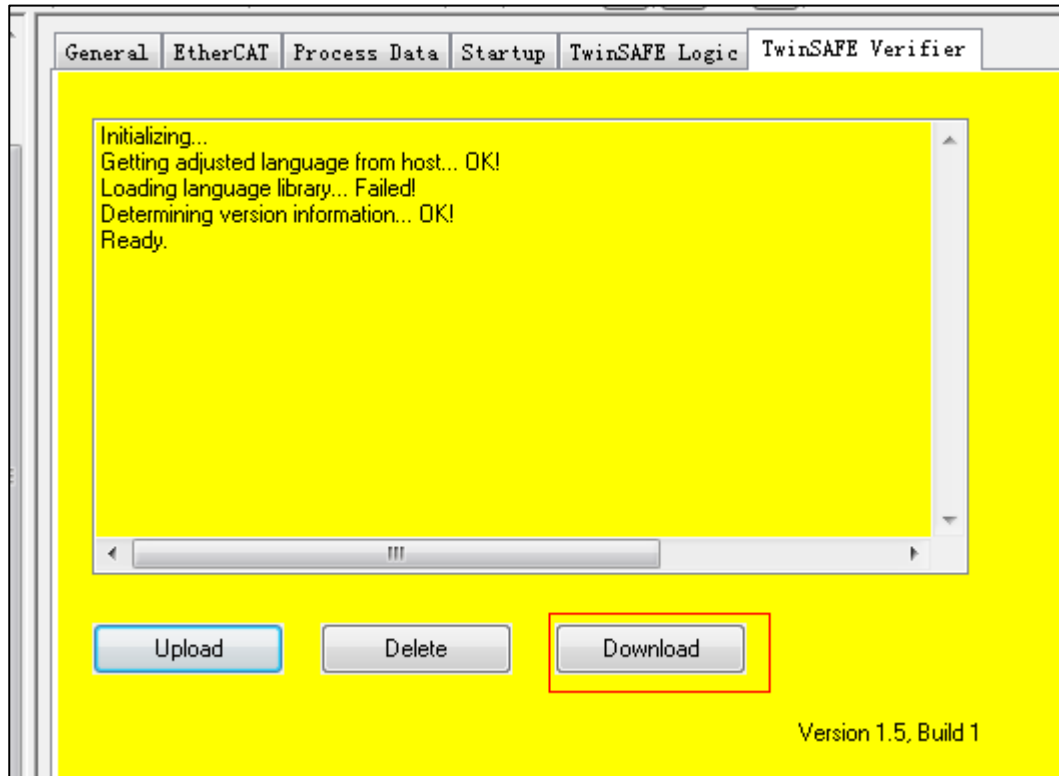 General EtherCAT Process Data Startup TwinSAFE Logic TwinSAFE Verifier
Initializing...
Getting adjusted language from host... OK!
Loading language library... Failed!
Determining version information... OK!
Ready.
Upload Delete Download
Version 1.5, Build 1